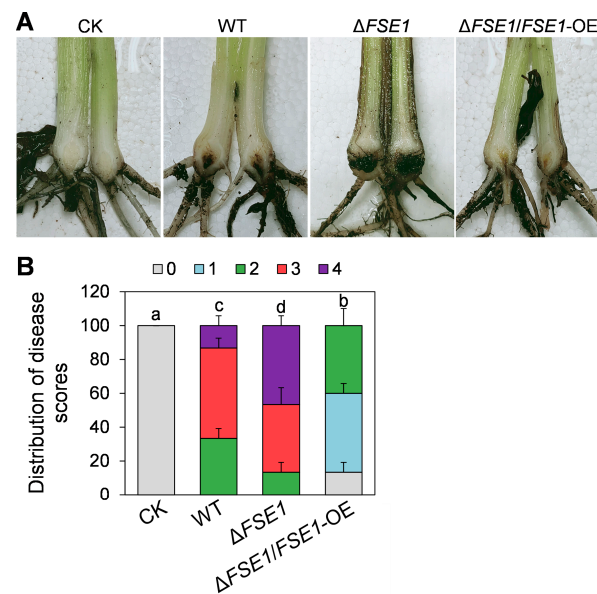 A
CK WT ΔFSE1 ΔFSE1/FSE1-OE
B
0 1 2 3 4
120
100
80
60
40
20
0
Distribution of disease
scores
a c d b
CK WT ΔFSE1 ΔFSE1/FSE1-OE